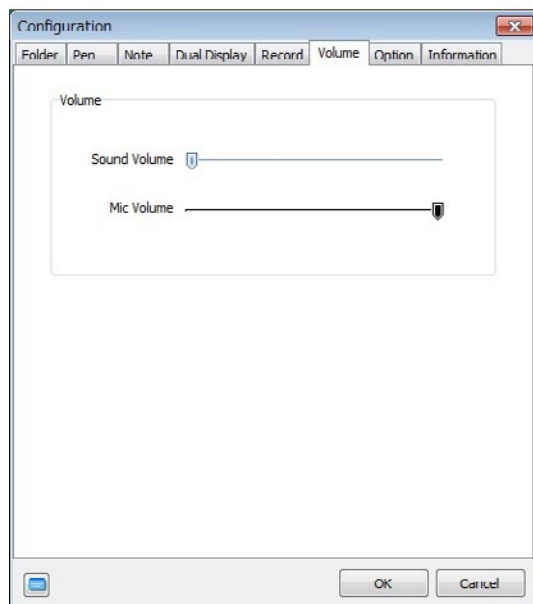 Configuration
Folder Pen Note Dual Display Record Volume Option Information
Volume
Sound Volume
Mic Volume
OK Cancel